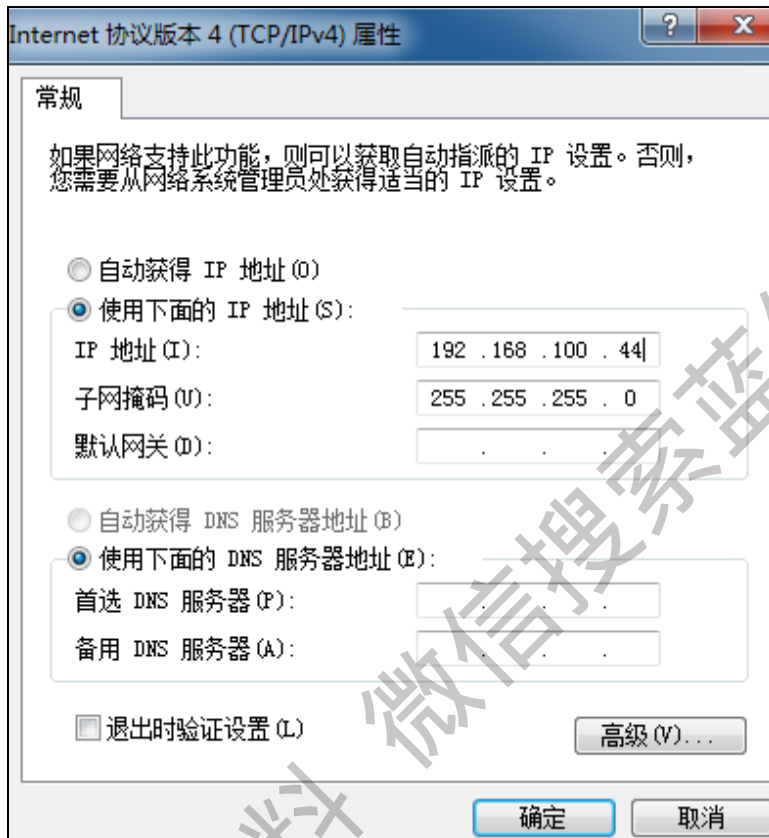 Internet 协议版本 4 (TCP/IPv4) 属性
?
X
常规
如果网络支持此功能，则可以获取自动指派的 IP 设置。否则，
您需要从网络系统管理员处获得适当的 IP 设置。
自动获得 IP 地址(O)
使用下面的 IP 地址(S):
IP 地址(I): 192 .168 .100 . 44
子网掩码(U): 255 .255 .255 . 0
默认网关(D): . . .
自动获得 DNS 服务器地址(B)
使用下面的 DNS 服务器地址(E):
首选 DNS 服务器(P): . . .
备用 DNS 服务器(A): . . .
退出时验证设置(L)
高级(V)...
确定
取消
料 微信搜索蓝